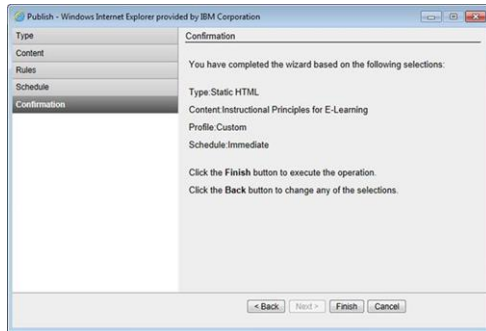 Publish - Windows Internet Explorer provided by IBM Corporation
Type
Content
Rules
Schedule
Confirmation
Confirmation
You have completed the wizard based on the following selections:
Type:Static HTML
Content:Instructional Principles for E-Learning
Profile:Custom
Schedule:Immediate
Click the Finish button to execute the operation.
Click the Back button to change any of the selections.
< Back Next > Finish Cancel